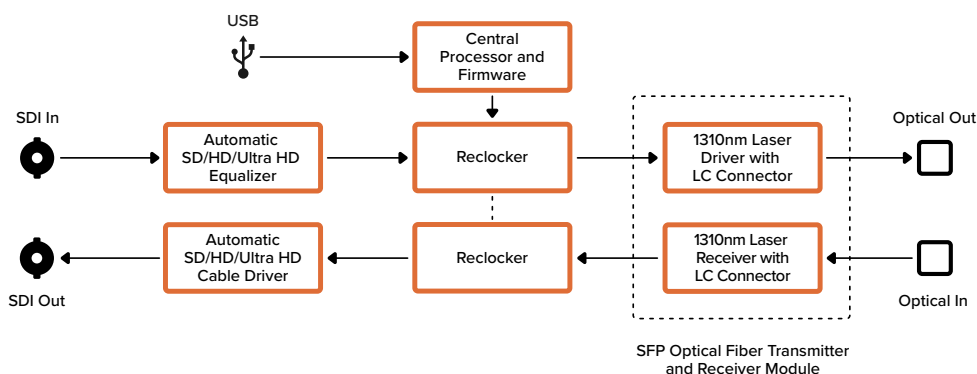 USB
Central
Processor and
Firmware
SDI In
Automatic
SD/HD/Ultra HD
Equalizer
Reclocker
1310nm Laser
Driver with
LC Connector
Optical Out
SDI Out
Automatic
SD/HD/Ultra HD
Cable Driver
Reclocker
1310nm Laser
Receiver with
LC Connector
Optical In
SFP Optical Fiber Transmitter
and Receiver Module